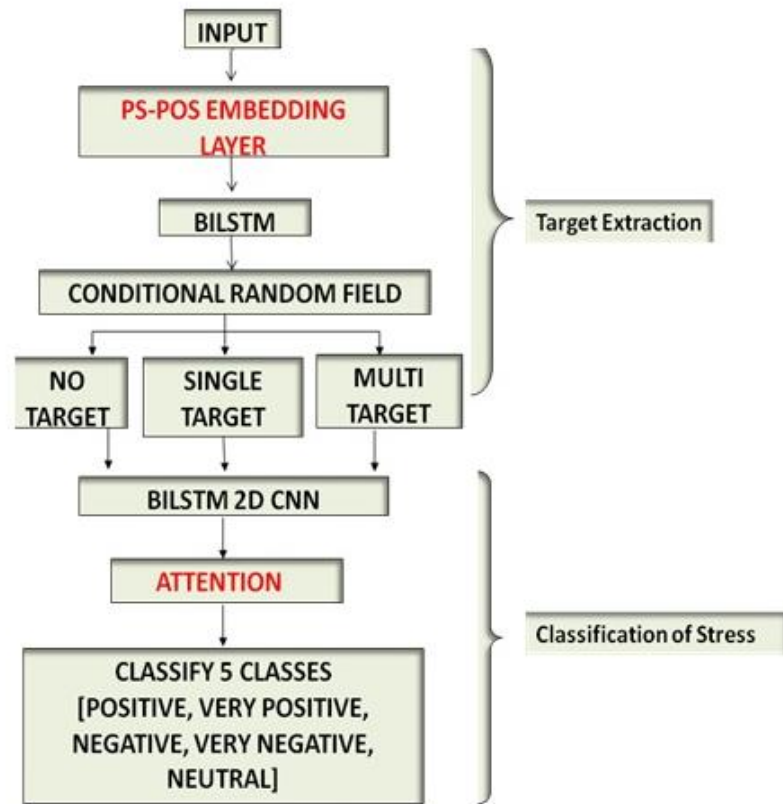 INPUT
PS-POS EMBEDDING
LAYER
BILSTM
Target Extraction
CONDITIONAL RANDOM FIELD
NO
TARGET
SINGLE
TARGET
MULTI
TARGET
BILSTM 2D CNN
ATTENTION
Classification of Stress
CLASSIFY 5 CLASSES
[POSITIVE, VERY POSITIVE,
NEGATIVE, VERY NEGATIVE,
NEUTRAL]